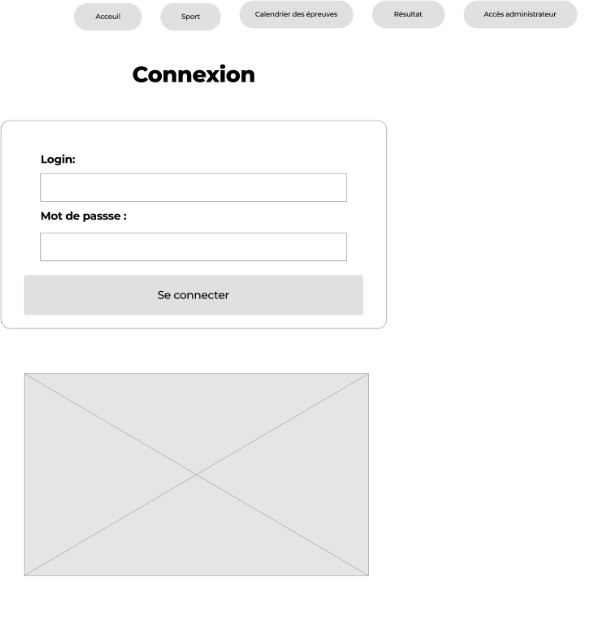 Acceuil
Sport
Calendrier des épreuves
Résultat
Accès administrateur
Connexion
Login:
Mot de passse :
Se connecter